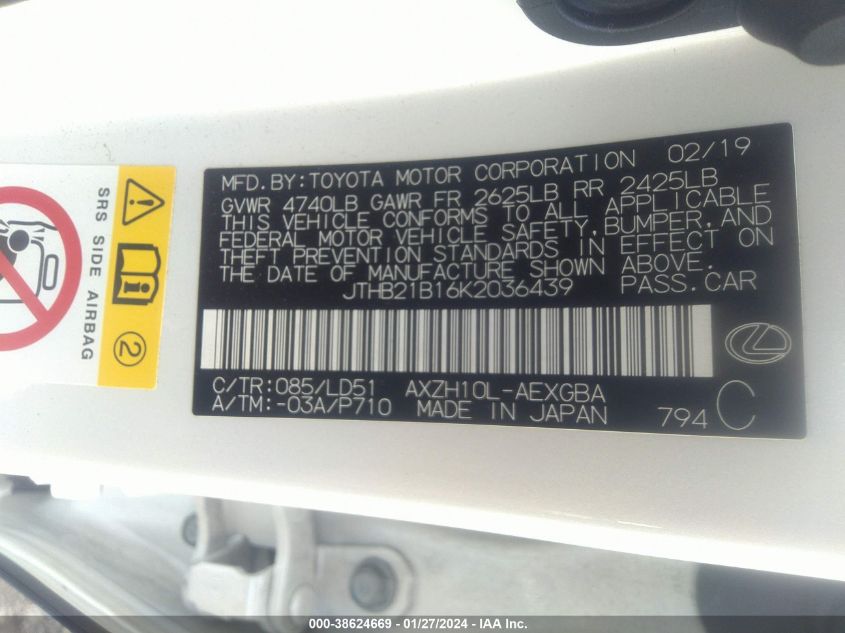 MFD.BY:TOYOTA MOTOR CORPORATION 02/19
GVWR 4740LB GAWR FR 2625LB RR 2425LB
THIS VEHICLE CONFORMS TO ALL APPLICABLE
FEDERAL MOTOR VEHICLE SAFETY,BUMPER,AND
THEFT PREVENTION STANDARDS IN EFFECT ON
THE DATE OF MANUFACTURE SHOWN ABOVE.
JTHB21B16K2036439 PASS.CAR
C/TR:085/LD51 AXZH10L-AEXGBA
A/TM:-03A/P710 MADE IN JAPAN 794 C
SRS SIDE AIRBAG
2
000-38624669 - 01/27/2024 - IAA Inc.